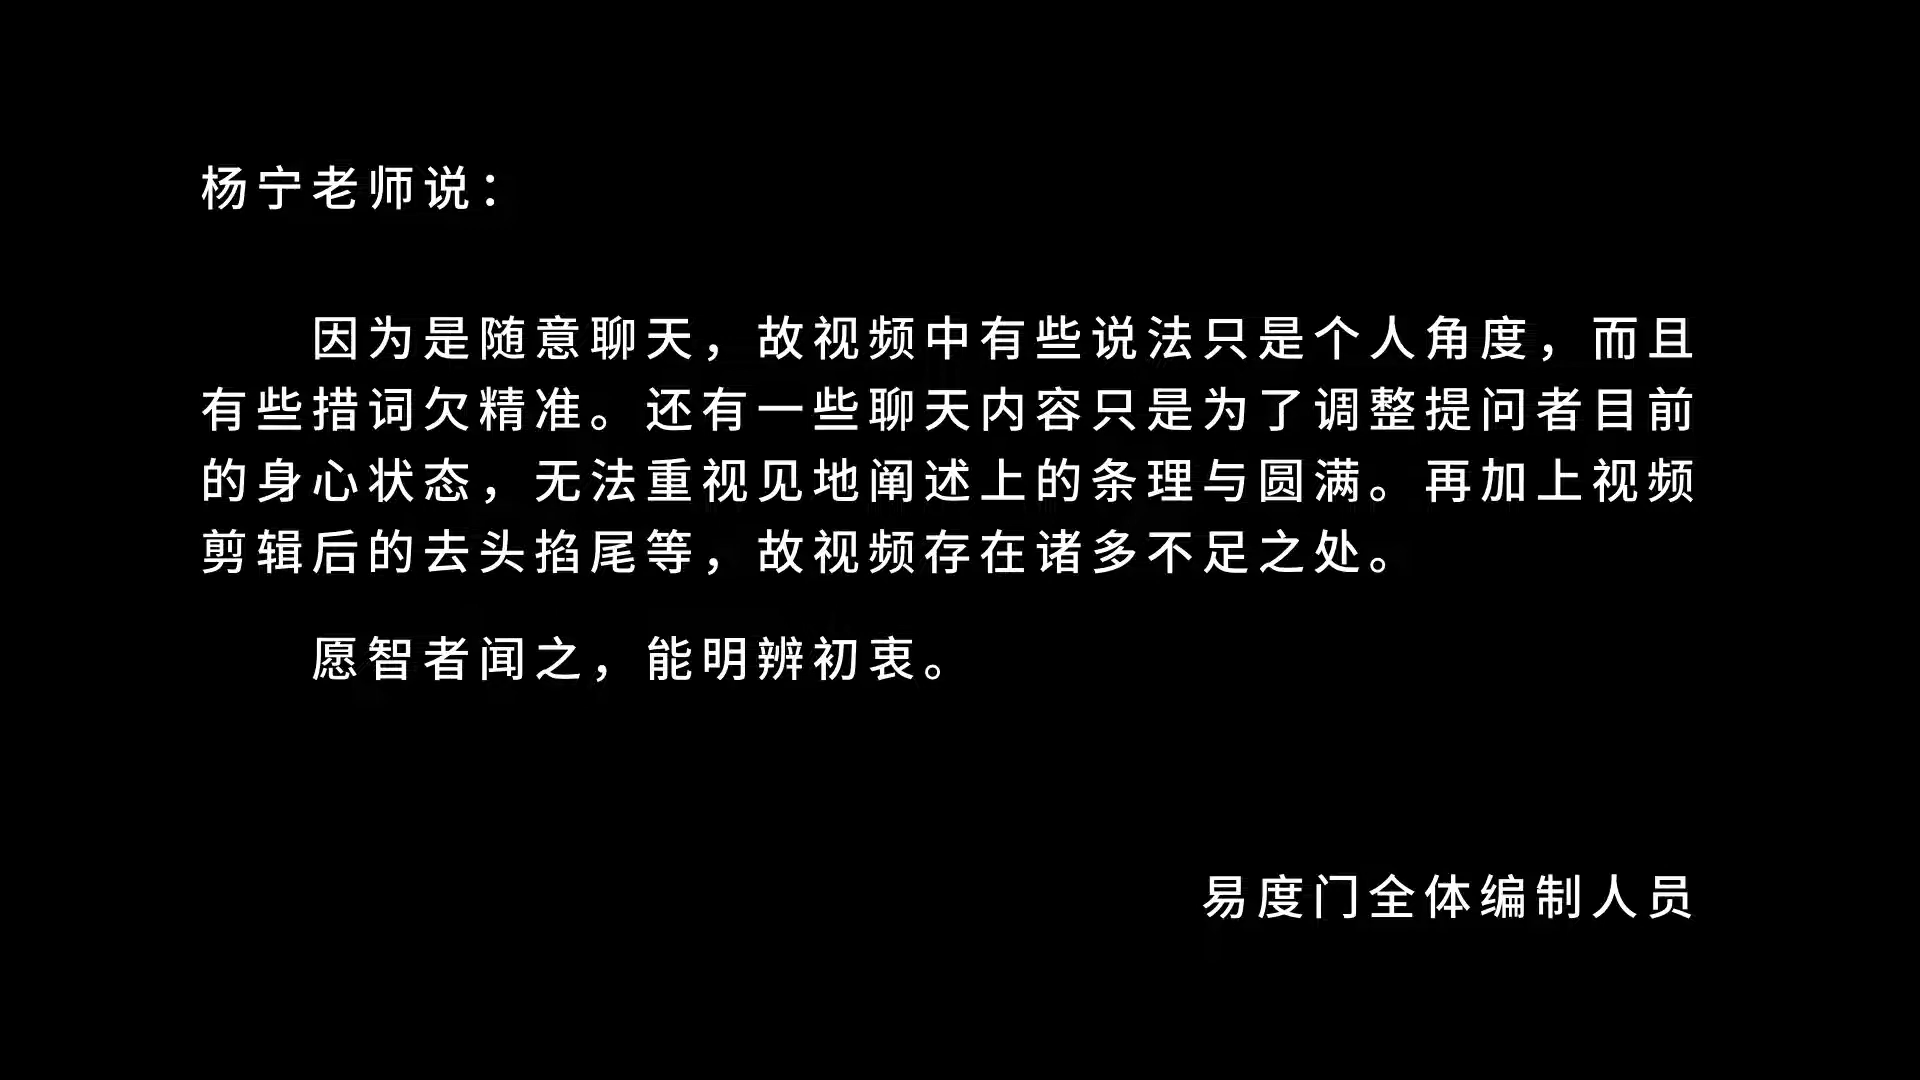 杨宁老师说：
因为是随意聊天，故视频中有些说法只是个人角度，而且
有些措词欠精准。还有一些聊天内容只是为了调整提问者目前
的身心状态，无法重视见地阐述上的条理与圆满。再加上视频
剪辑后的去头掐尾等，故视频存在诸多不足之处。
愿智者闻之，能明辨初衷。
易度门全体编制人员